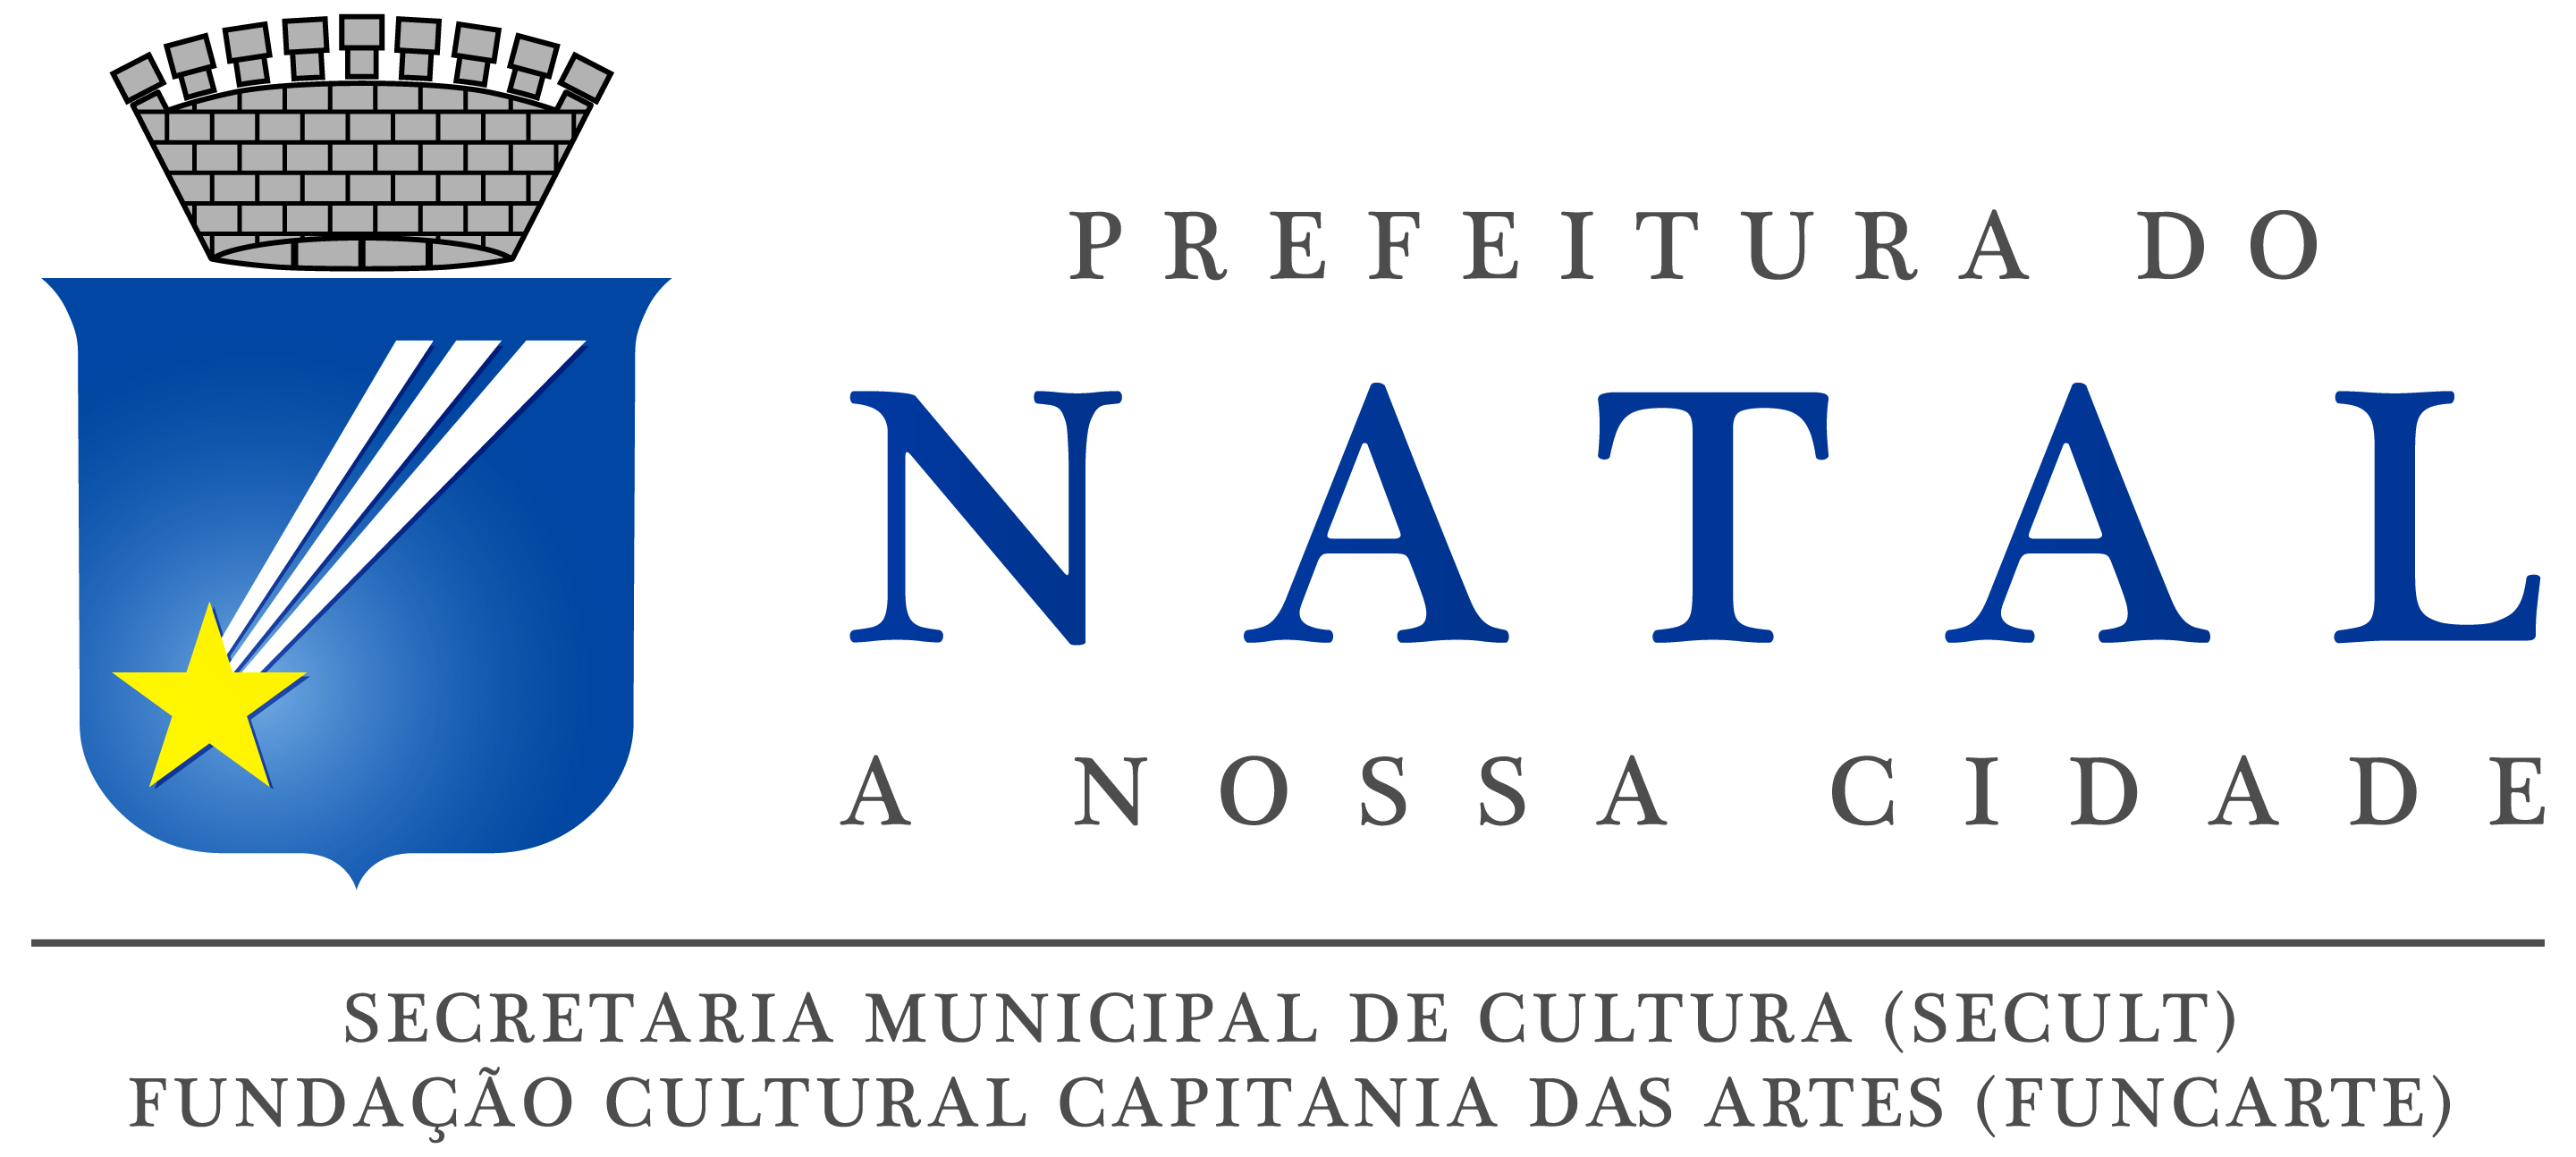 PREFEITURA DO
NATAL
A NOSSA CIDADE
SECRETARIA MUNICIPAL DE CULTURA (SECULT)
FUNDAÇÃO CULTURAL CAPITANIA DAS ARTES (FUNCARTE)